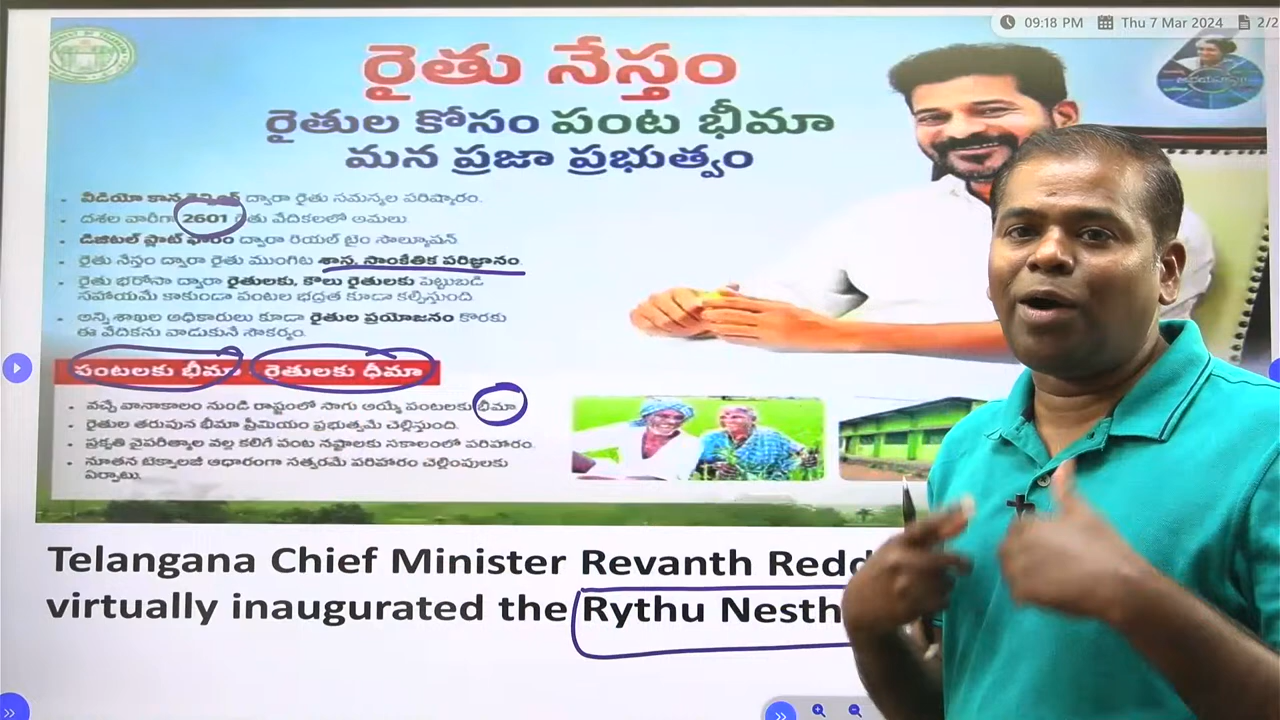 09:18 PM Thu 7 Mar 2024 2/2
రైతు నేస్తం
రైతుల కోసం పంట భీమా
మన ప్రజా ప్రభుత్వం
వీడియో కాన్ఫరెన్స్ ద్వారా రైతు సమస్యల పరిష్కారం.
దశల వారీగా 2601 రైతు వేదికలలో అమలు.
డిజిటల్ ప్లాట్ ఫారం ద్వారా రియల్ టైం సొల్యూషన్.
రైతు నేస్తం ద్వారా రైతు ముంగిట శాస్త్ర, సాంకేతిక పరిజ్ఞానం.
రైతు భరోసా ద్వారా రైతులకు, కౌలు రైతులకు పెట్టుబడి
సహాయమే కాకుండా పంటల భద్రత కూడా కల్పిస్తుంది.
అన్ని శాఖల అధికారులు కూడా రైతుల ప్రయోజనం కొరకు
ఈ వేదికను వాడుకునే సౌకర్యం.
పంటలకు భీమా - రైతులకు ధీమా
వచ్చే వానాకాలం నుండి రాష్ట్రంలో సాగు అయ్యే పంటలకు భీమా.
రైతుల తరుపున భీమా ప్రీమియం ప్రభుత్వమే చెల్లిస్తుంది.
ప్రకృతి వైపరీత్యాల వల్ల కలిగే పంట నష్టాలకు సకాలంలో పరిహారం.
నూతన టెక్నాలజీ ఆధారంగా సత్వరమే పరిహారం చెల్లింపులకు
ఏర్పాటు.
Telangana Chief Minister Revanth Redd
virtually inaugurated the Rythu Nesth